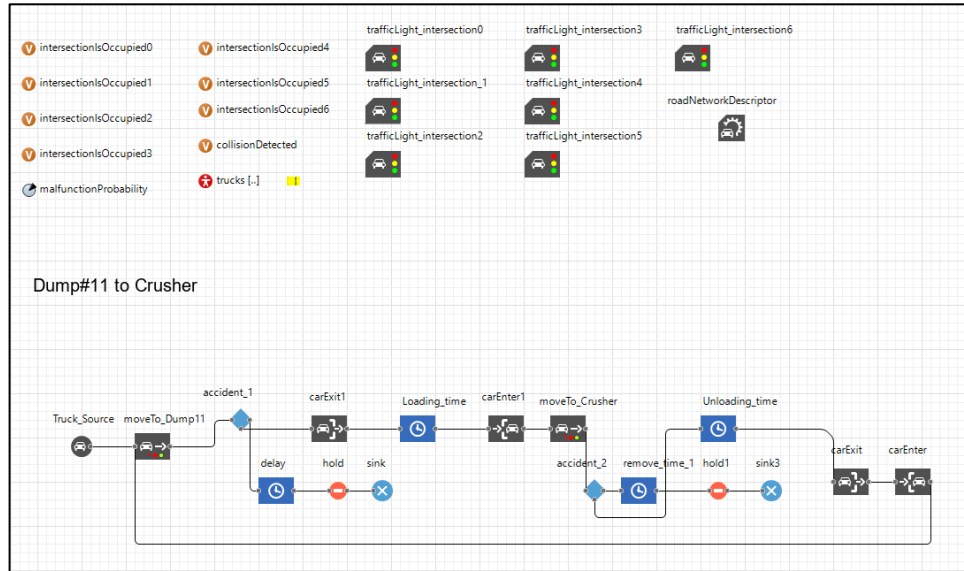 trafficLight_intersection0 trafficLight_intersection3 trafficLight_intersection6
V intersectionIsOccupied0 V intersectionIsOccupied4
V intersectionIsOccupied1 V intersectionIsOccupied5
trafficLight_intersection_1 trafficLight_intersection4
roadNetworkDescriptor
V intersectionIsOccupied2 V intersectionIsOccupied6
trafficLight_intersection2 trafficLight_intersection5
V intersectionIsOccupied3 V collisionDetected
malfunctionProbability trucks [..]
Dump#11 to Crusher
accident_1 carExit1 Loading_time carEnter1 moveTo_Crusher Unloading_time
Truck_Source moveTo_Dump11
carExit carEnter
delay hold sink accident_2 remove_time_1 hold1 sink3